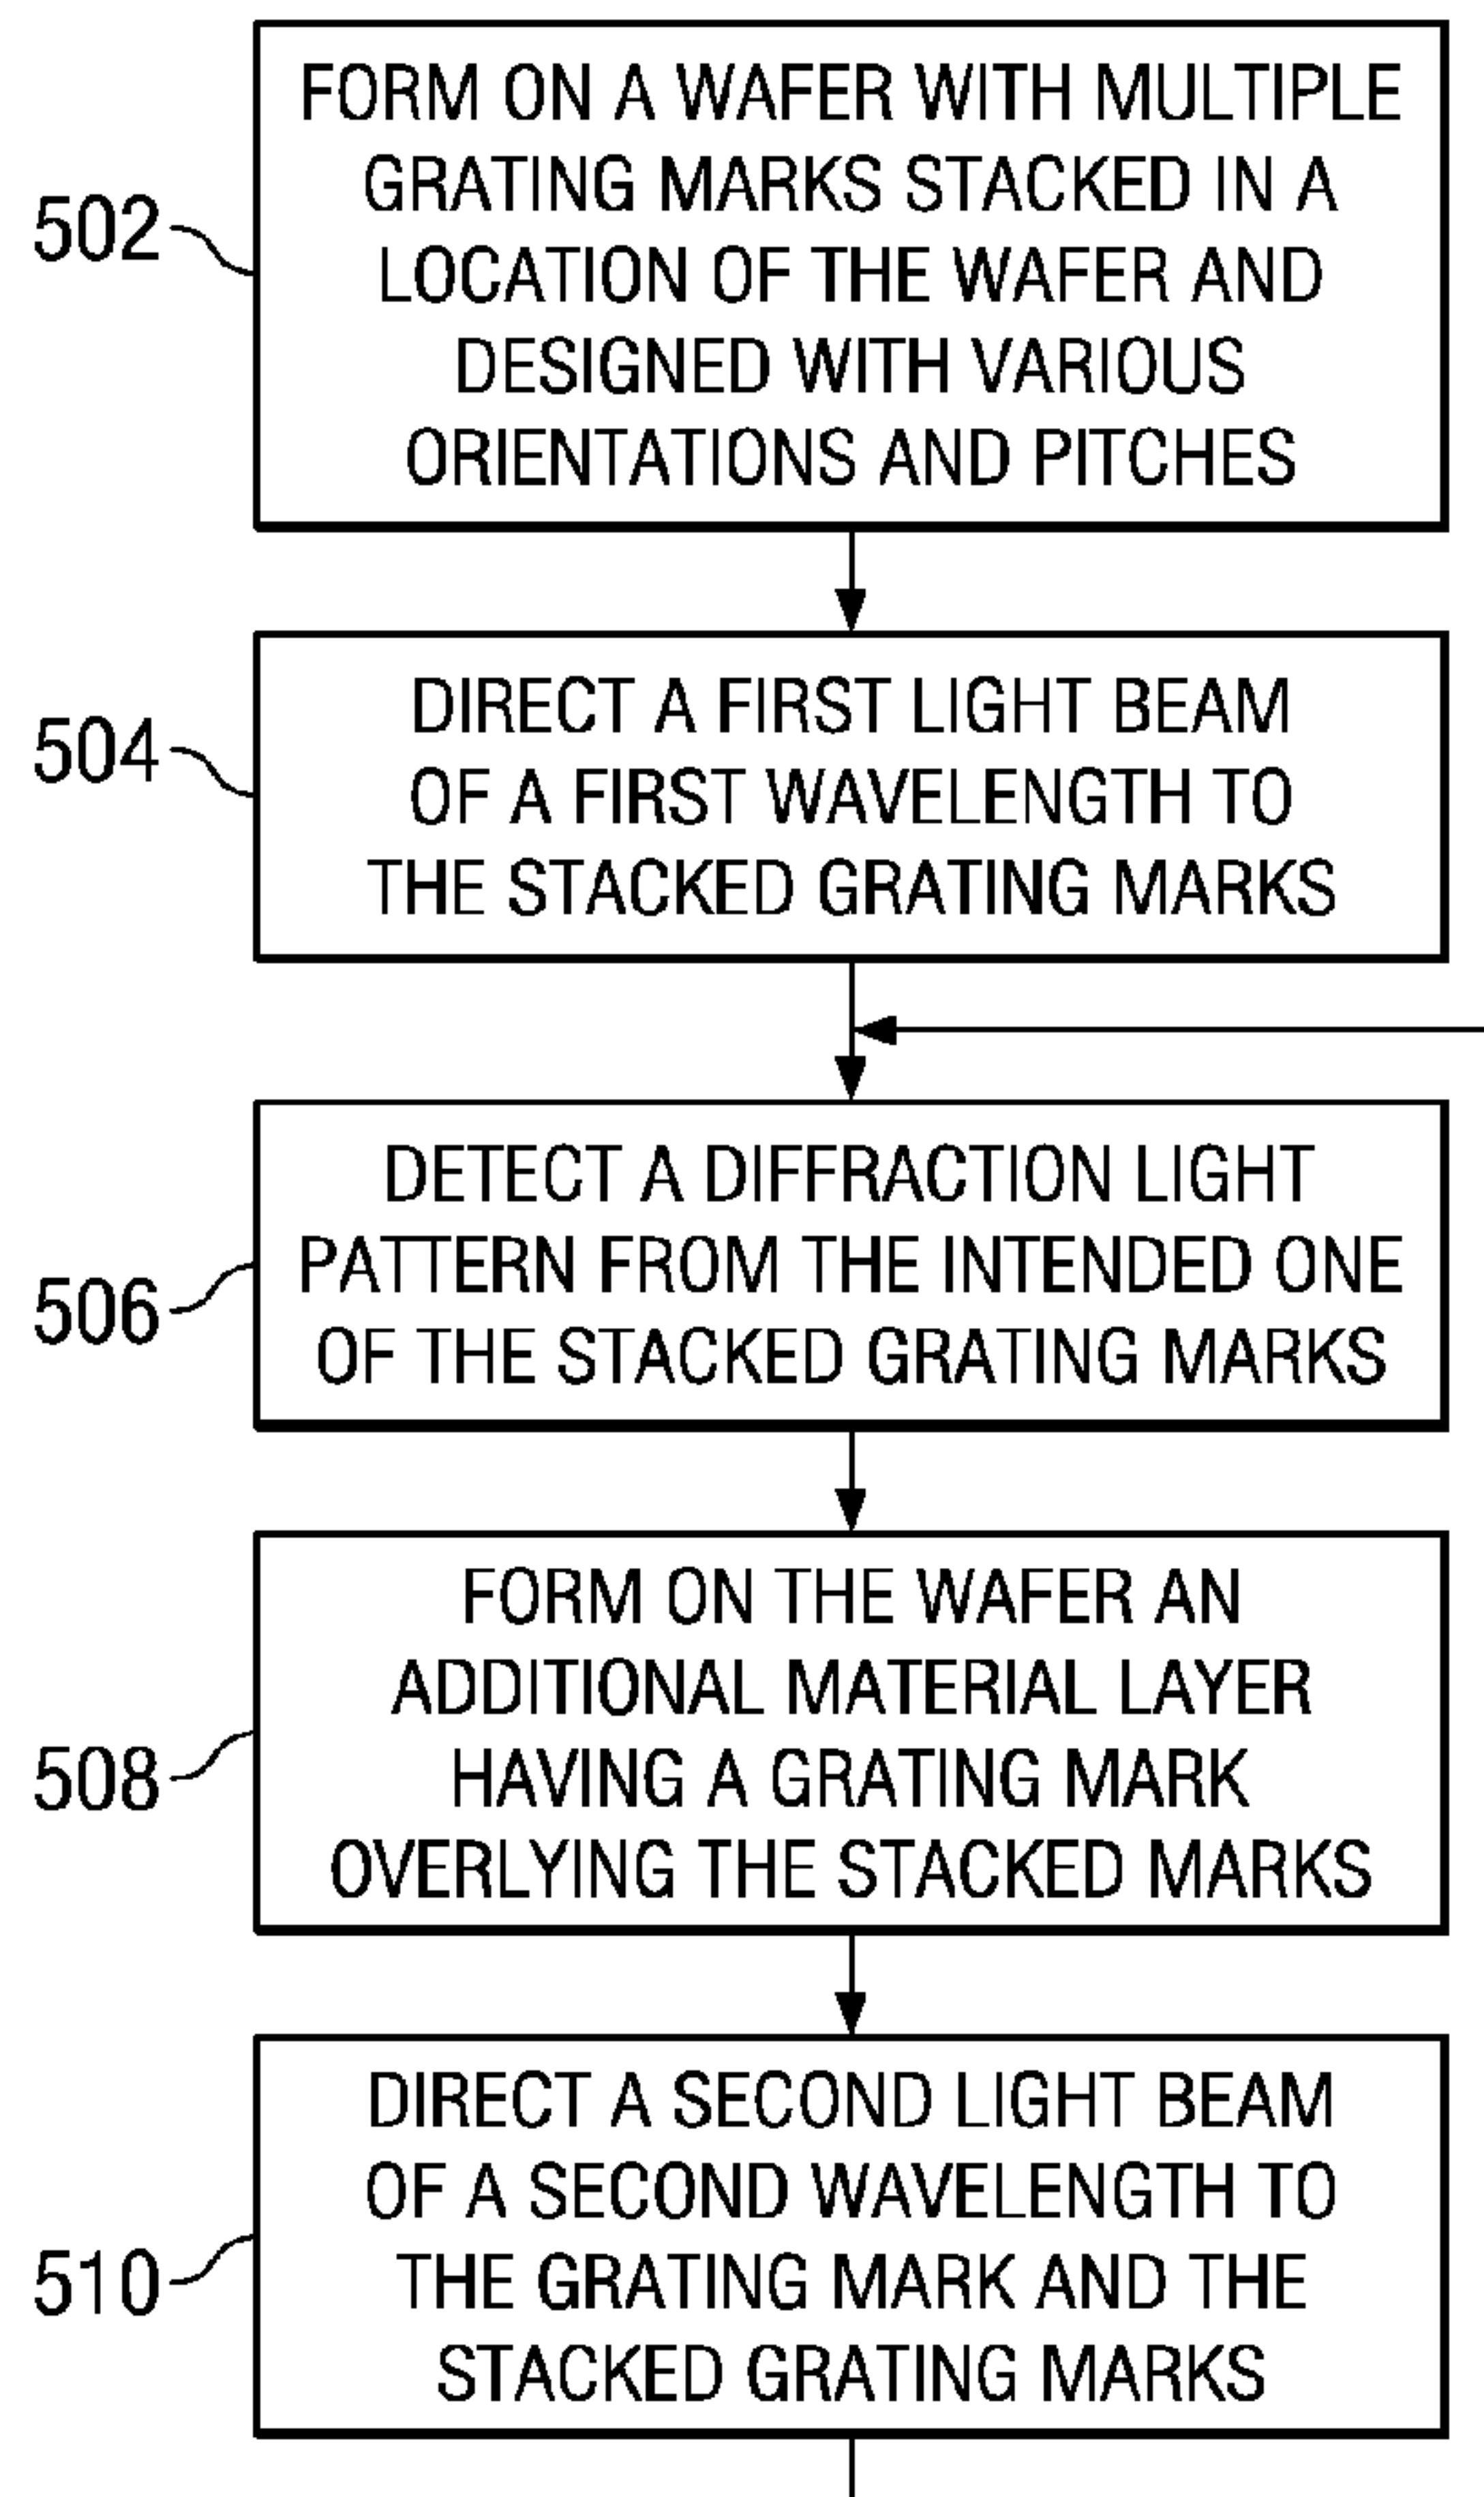 FORM ON A WAFER WITH MULTIPLE
GRATING MARKS STACKED IN A
502
LOCATION OF THE WAFER AND
DESIGNED WITH VARIOUS
ORIENTATIONS AND PITCHES
DIRECT A FIRST LIGHT BEAM
504
OF A FIRST WAVELENGTH TO
THE STACKED GRATING MARKS
DETECT A DIFFRACTION LIGHT
PATTERN FROM THE INTENDED ONE
506
OF THE STACKED GRATING MARKS
FORM ON THE WAFER AN
ADDITIONAL MATERIAL LAYER
508
HAVING A GRATING MARK
OVERLYING THE STACKED MARKS
DIRECT A SECOND LIGHT BEAM
OF A SECOND WAVELENGTH TO
510
THE GRATING MARK AND THE
STACKED GRATING MARKS